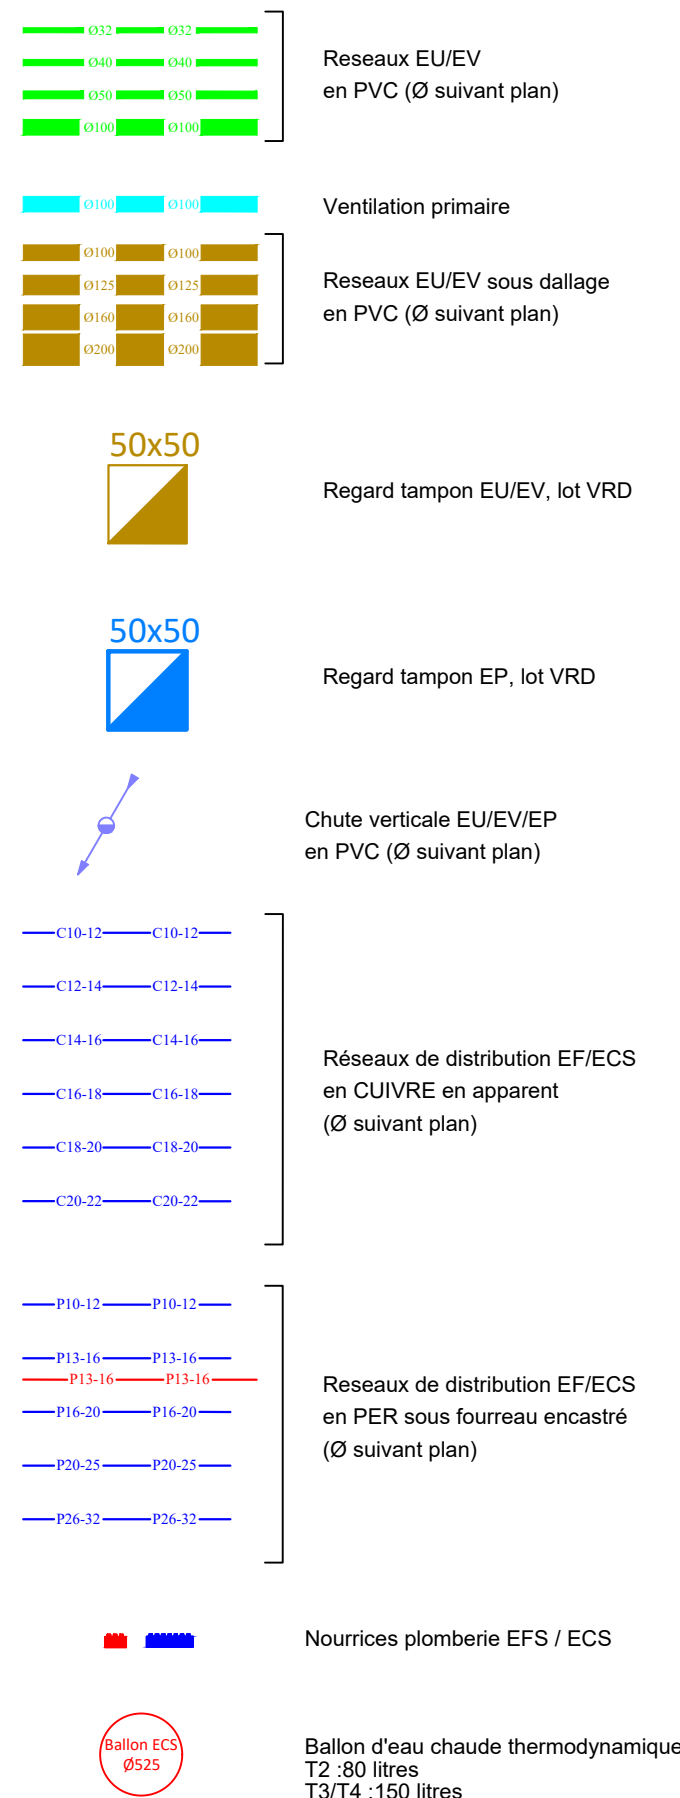 Ø32 Ø32
Ø40 Ø40
Ø50 Ø50
Ø100 Ø100
Reseaux EU/EV
en PVC (Ø suivant plan)
Ø100 Ø100
Ventilation primaire
Ø100 Ø100
Ø125 Ø125
Ø160 Ø160
Ø200 Ø200
Reseaux EU/EV sous dallage
en PVC (Ø suivant plan)
50x50
Regard tampon EU/EV, lot VRD
50x50
Regard tampon EP, lot VRD
Chute verticale EU/EV/EP
en PVC (Ø suivant plan)
C10-12 C10-12
C12-14 C12-14
C14-16 C14-16
C16-18 C16-18
C18-20 C18-20
C20-22 C20-22
Réseaux de distribution EF/ECS
en CUIVRE en apparent
(Ø suivant plan)
P10-12 P10-12
P13-16 P13-16
P13-16 P13-16
P16-20 P16-20
P20-25 P20-25
P26-32 P26-32
Reseaux de distribution EF/ECS
en PER sous fourreau encastré
(Ø suivant plan)
Nourrices plomberie EFS / ECS
Ballon ECS
Ø525
Ballon d'eau chaude thermodynamique
T2 :80 litres
T3/T4 :150 litres